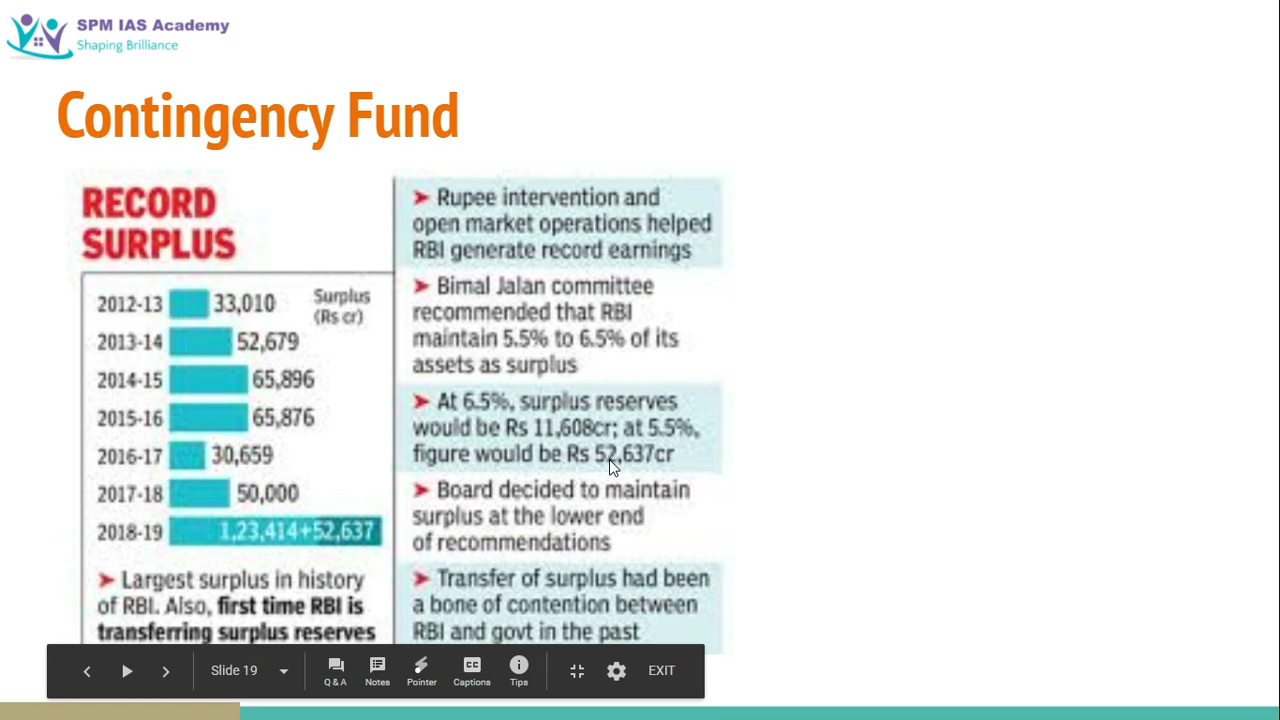 SPM IAS Academy
Shaping Brilliance
Contingency Fund
RECORD
SURPLUS
Surplus
(Rs cr)
2012-13 33,010
2013-14 52,679
2014-15 65,896
2015-16 65,876
2016-17 30,659
2017-18 50,000
2018-19 1,23,414+52,637
➤ Largest surplus in history
of RBI. Also, first time RBI is
transferring surplus reserves
➤ Rupee intervention and
open market operations helped
RBI generate record earnings
➤ Bimal Jalan committee
recommended that RBI
maintain 5.5% to 6.5% of its
assets as surplus
➤ At 6.5%, surplus reserves
would be Rs 11,608cr; at 5.5%,
figure would be Rs 52,637cr
➤ Board decided to maintain
surplus at the lower end
of recommendations
➤ Transfer of surplus had been
a bone of contention between
RBI and govt in the past
Slide 19
Q & A
Notes
Pointer
CC
Captions
Tips
EXIT